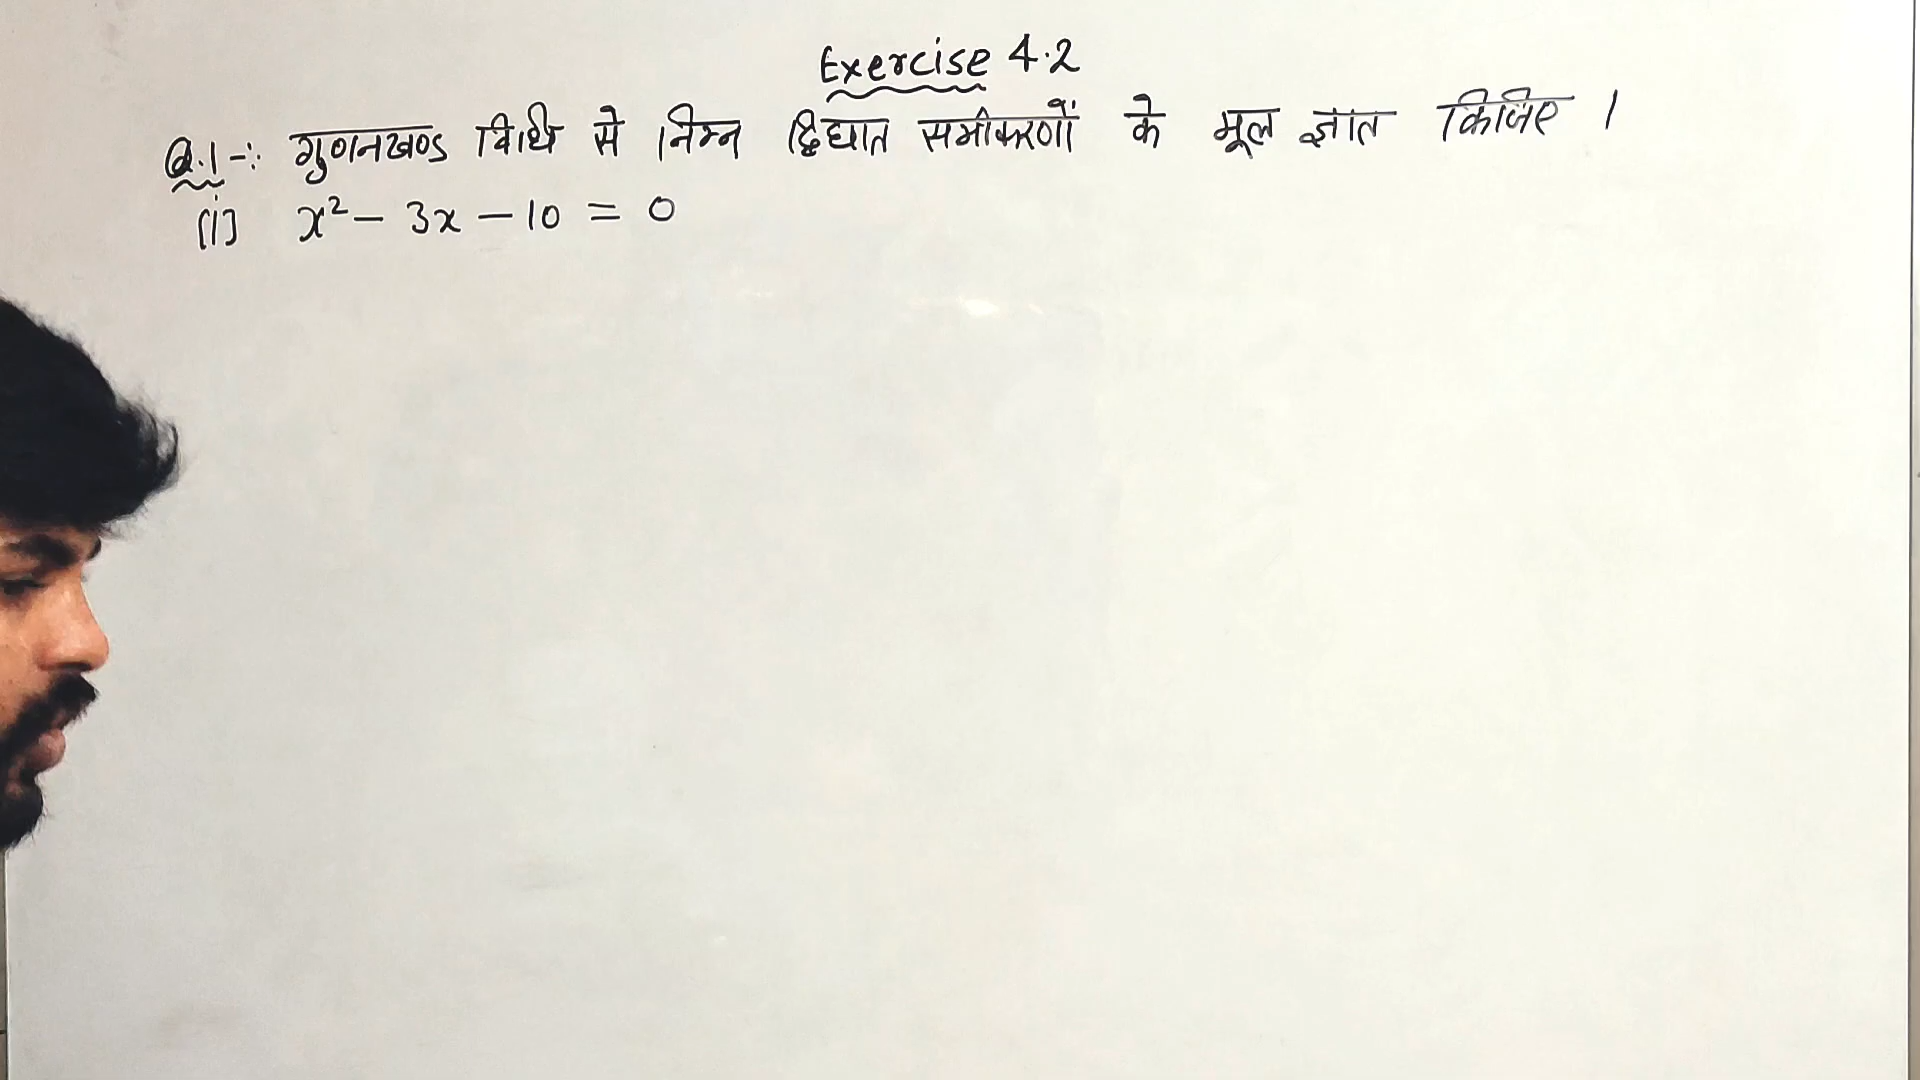 Exercise 4.2
Q.1-: गुणनखण्ड विधि से निम्न द्विघात समीकरणों के मूल ज्ञात किजिए ।
(i) x² - 3x - 10 = 0